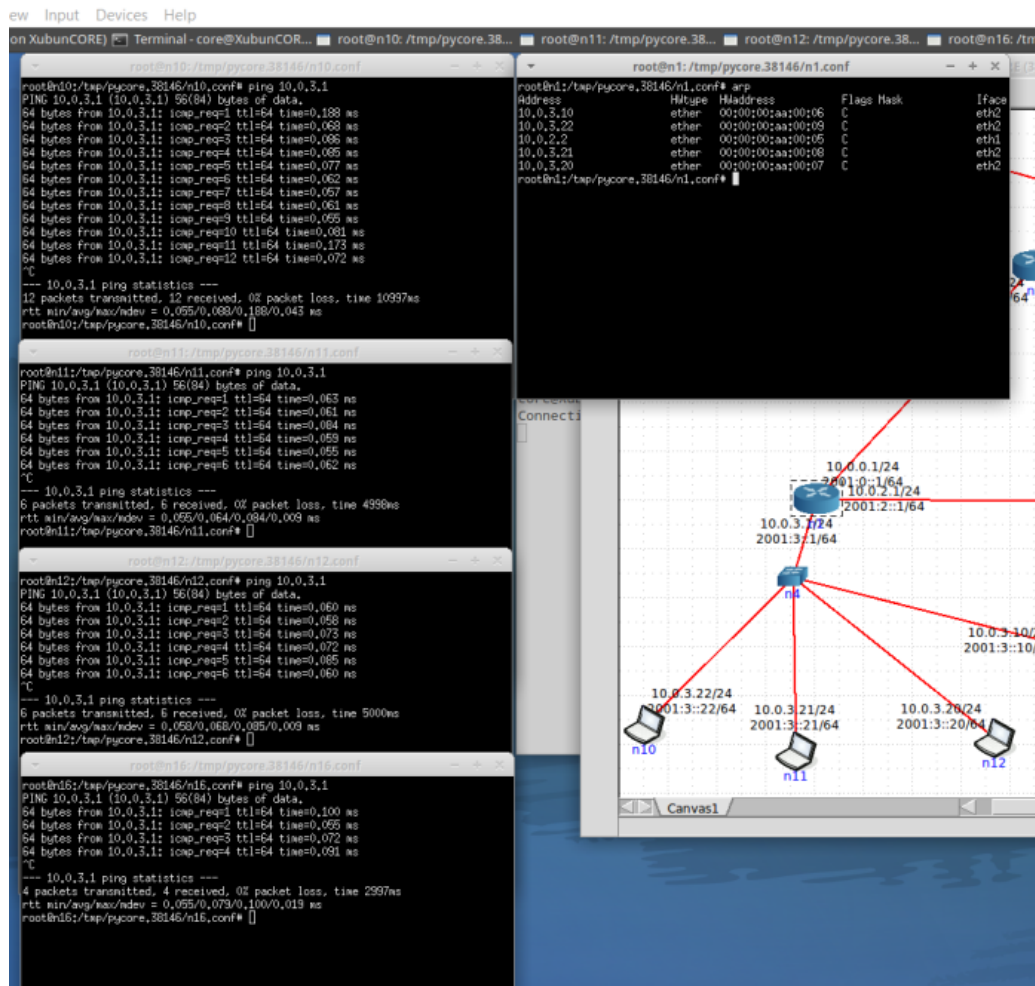 ew Input Devices Help
on XubunCORE) Terminal - core@XubunCOR... root@n10: /tmp/pycore.38... root@n11: /tmp/pycore.38... root@n12: /tmp/pycore.38... root@n16: /tm
root@n10: /tmp/pycore.38146/n10.conf
root@n10:/tmp/pycore.38146/n10.conf# ping 10.0.3.1
PING 10.0.3.1 (10.0.3.1) 56(84) bytes of data.
64 bytes from 10.0.3.1: icmp_req=1 ttl=64 time=0.188 ms
64 bytes from 10.0.3.1: icmp_req=2 ttl=64 time=0.068 ms
64 bytes from 10.0.3.1: icmp_req=3 ttl=64 time=0.086 ms
64 bytes from 10.0.3.1: icmp_req=4 ttl=64 time=0.085 ms
64 bytes from 10.0.3.1: icmp_req=5 ttl=64 time=0.077 ms
64 bytes from 10.0.3.1: icmp_req=6 ttl=64 time=0.062 ms
64 bytes from 10.0.3.1: icmp_req=7 ttl=64 time=0.057 ms
64 bytes from 10.0.3.1: icmp_req=8 ttl=64 time=0.061 ms
64 bytes from 10.0.3.1: icmp_req=9 ttl=64 time=0.055 ms
64 bytes from 10.0.3.1: icmp_req=10 ttl=64 time=0.081 ms
64 bytes from 10.0.3.1: icmp_req=11 ttl=64 time=0.173 ms
64 bytes from 10.0.3.1: icmp_req=12 ttl=64 time=0.072 ms
^C
--- 10.0.3.1 ping statistics ---
12 packets transmitted, 12 received, 0% packet loss, time 10997ms
rtt min/avg/max/mdev = 0.055/0.088/0.188/0.043 ms
root@n10:/tmp/pycore.38146/n10.conf#
root@n11: /tmp/pycore.38146/n11.conf
root@n11:/tmp/pycore.38146/n11.conf# ping 10.0.3.1
PING 10.0.3.1 (10.0.3.1) 56(84) bytes of data.
64 bytes from 10.0.3.1: icmp_req=1 ttl=64 time=0.063 ms
64 bytes from 10.0.3.1: icmp_req=2 ttl=64 time=0.061 ms
64 bytes from 10.0.3.1: icmp_req=3 ttl=64 time=0.084 ms
64 bytes from 10.0.3.1: icmp_req=4 ttl=64 time=0.059 ms
64 bytes from 10.0.3.1: icmp_req=5 ttl=64 time=0.055 ms
64 bytes from 10.0.3.1: icmp_req=6 ttl=64 time=0.062 ms
^C
--- 10.0.3.1 ping statistics ---
6 packets transmitted, 6 received, 0% packet loss, time 4998ms
rtt min/avg/max/mdev = 0.055/0.064/0.084/0.009 ms
root@n11:/tmp/pycore.38146/n11.conf#
root@n12: /tmp/pycore.38146/n12.conf
root@n12:/tmp/pycore.38146/n12.conf# ping 10.0.3.1
PING 10.0.3.1 (10.0.3.1) 56(84) bytes of data.
64 bytes from 10.0.3.1: icmp_req=1 ttl=64 time=0.060 ms
64 bytes from 10.0.3.1: icmp_req=2 ttl=64 time=0.058 ms
64 bytes from 10.0.3.1: icmp_req=3 ttl=64 time=0.073 ms
64 bytes from 10.0.3.1: icmp_req=4 ttl=64 time=0.072 ms
64 bytes from 10.0.3.1: icmp_req=5 ttl=64 time=0.085 ms
64 bytes from 10.0.3.1: icmp_req=6 ttl=64 time=0.060 ms
^C
--- 10.0.3.1 ping statistics ---
6 packets transmitted, 6 received, 0% packet loss, time 5000ms
rtt min/avg/max/mdev = 0.058/0.068/0.085/0.009 ms
root@n12:/tmp/pycore.38146/n12.conf#
root@n16: /tmp/pycore.38146/n16.conf
root@n16:/tmp/pycore.38146/n16.conf# ping 10.0.3.1
PING 10.0.3.1 (10.0.3.1) 56(84) bytes of data.
64 bytes from 10.0.3.1: icmp_req=1 ttl=64 time=0.100 ms
64 bytes from 10.0.3.1: icmp_req=2 ttl=64 time=0.055 ms
64 bytes from 10.0.3.1: icmp_req=3 ttl=64 time=0.072 ms
64 bytes from 10.0.3.1: icmp_req=4 ttl=64 time=0.091 ms
^C
--- 10.0.3.1 ping statistics ---
4 packets transmitted, 4 received, 0% packet loss, time 2997ms
rtt min/avg/max/mdev = 0.055/0.079/0.100/0.019 ms
root@n16:/tmp/pycore.38146/n16.conf#
root@n1: /tmp/pycore.38146/n1.conf
root@n1:/tmp/pycore.38146/n1.conf# arp
Address HWtype HWaddress Flags Mask Iface
10.0.3.10 ether 00:00:00:aa:00:06 C eth2
10.0.3.22 ether 00:00:00:aa:00:09 C eth2
10.0.2.2 ether 00:00:00:aa:00:05 C eth1
10.0.3.21 ether 00:00:00:aa:00:08 C eth2
10.0.3.20 ether 00:00:00:aa:00:07 C eth2
root@n1:/tmp/pycore.38146/n1.conf#
Connecti
10.0.0.1/24
2001:0::1/64
10.0.2.1/24
2001:2::1/64
10.0.3.1/24
2001:3::1/64
n4
10.0.3.10/2
2001:3::10/
10.0.3.22/24
2001:3::22/64
n10
10.0.3.21/24
2001:3::21/64
n11
10.0.3.20/24
2001:3::20/64
n12
Canvas1